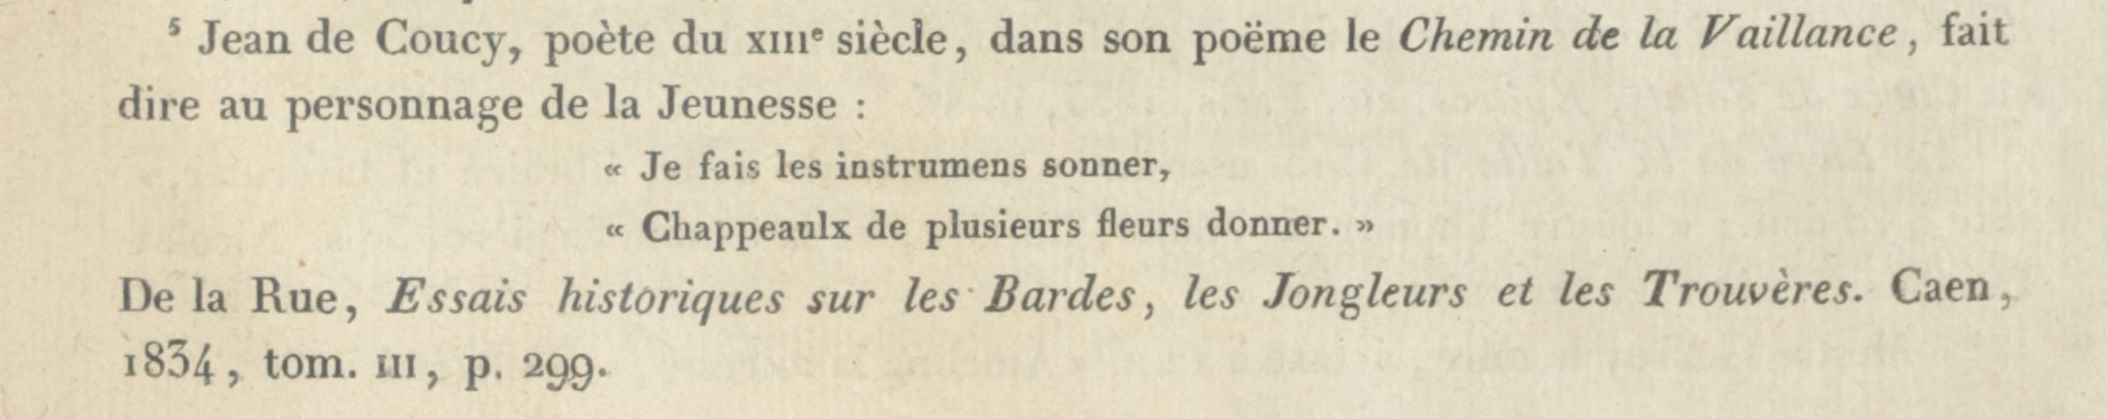 ⁵ Jean de Coucy, poète du XIIIᵉ siècle, dans son poëme le Chemin de la Vaillance, fait
dire au personnage de la Jeunesse :
« Je fais les instrumens sonner,
« Chappeaulx de plusieurs fleurs donner. »
De la Rue, Essais historiques sur les Bardes, les Jongleurs et les Trouvères. Caen,
1834, tom. III, p. 299.